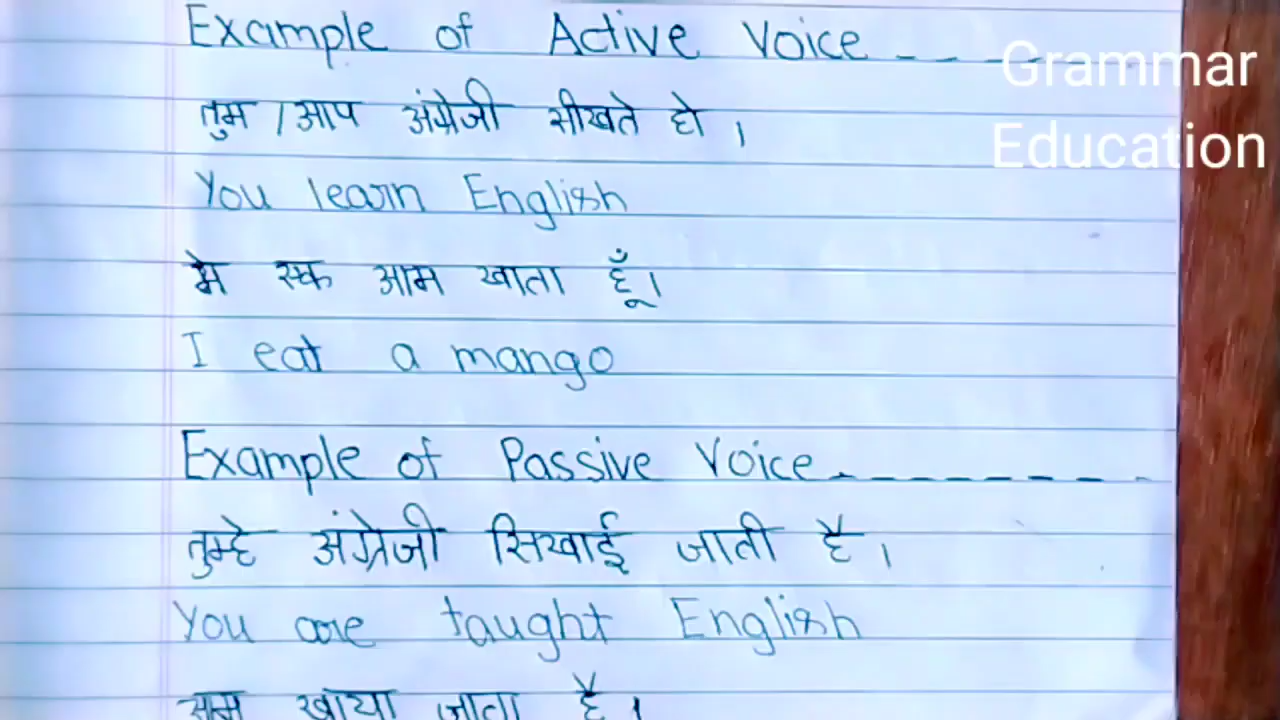 Example of Active Voice
Grammar
Education
तुम / आप अंग्रेजी सीखते हो ।
You learn English
मे एक आम खाता हूँ।
I eat a mango
Example of Passive Voice
तुम्हे अंग्रेजी सिखाई जाती है ।
You are taught English
खाया जाता है ।